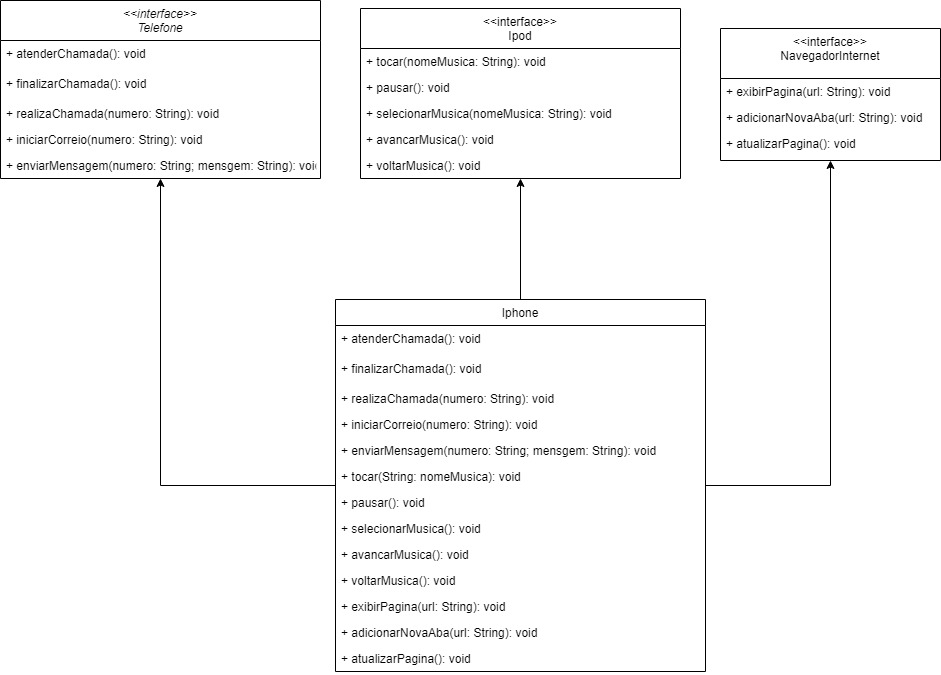 <<interface>>
Telefone
+ atenderChamada(): void
+ finalizarChamada(): void
+ realizaChamada(numero: String): void
+ iniciarCorreio(numero: String): void
+ enviarMensagem(numero: String; mensgem: String): voi
<<interface>>
Ipod
+ tocar(nomeMusica: String): void
+ pausar(): void
+ selecionarMusica(nomeMusica: String): void
+ avancarMusica(): void
+ voltarMusica(): void
<<interface>>
NavegadorInternet
+ exibirPagina(url: String): void
+ adicionarNovaAba(url: String): void
+ atualizarPagina(): void
Iphone
+ atenderChamada(): void
+ finalizarChamada(): void
+ realizaChamada(numero: String): void
+ iniciarCorreio(numero: String): void
+ enviarMensagem(numero: String; mensgem: String): void
+ tocar(String: nomeMusica): void
+ pausar(): void
+ selecionarMusica(): void
+ avancarMusica(): void
+ voltarMusica(): void
+ exibirPagina(url: String): void
+ adicionarNovaAba(url: String): void
+ atualizarPagina(): void